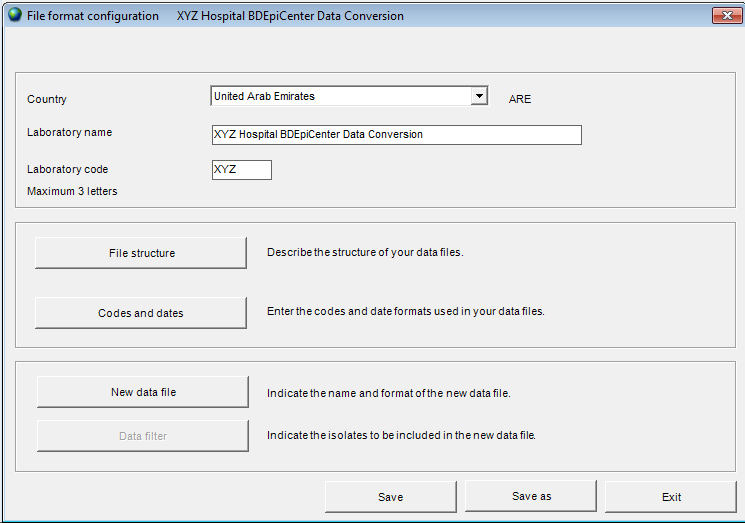 File format configuration XYZ Hospital BDEpiCenter Data Conversion
Country United Arab Emirates ARE
Laboratory name XYZ Hospital BDEpiCenter Data Conversion
Laboratory code XYZ
Maximum 3 letters
File structure Describe the structure of your data files.
Codes and dates Enter the codes and date formats used in your data files.
New data file Indicate the name and format of the new data file.
Data filter Indicate the isolates to be included in the new data file.
Save Save as Exit